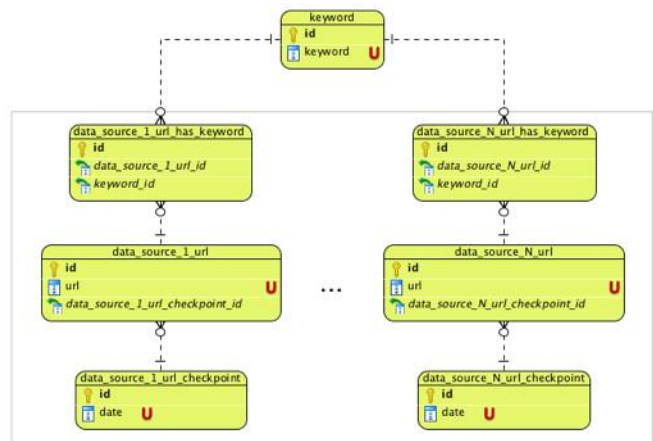 keyword
id
keyword U
data_source_1_url_has_keyword
id
data_source_1_url_id
keyword_id
data_source_N_url_has_keyword
id
data_source_N_url_id
keyword_id
data_source_1_url
id
url U
data_source_1_url_checkpoint_id
...
data_source_N_url
id
url U
data_source_N_url_checkpoint_id
data_source_1_url_checkpoint
id
date U
data_source_N_url_checkpoint
id
date U